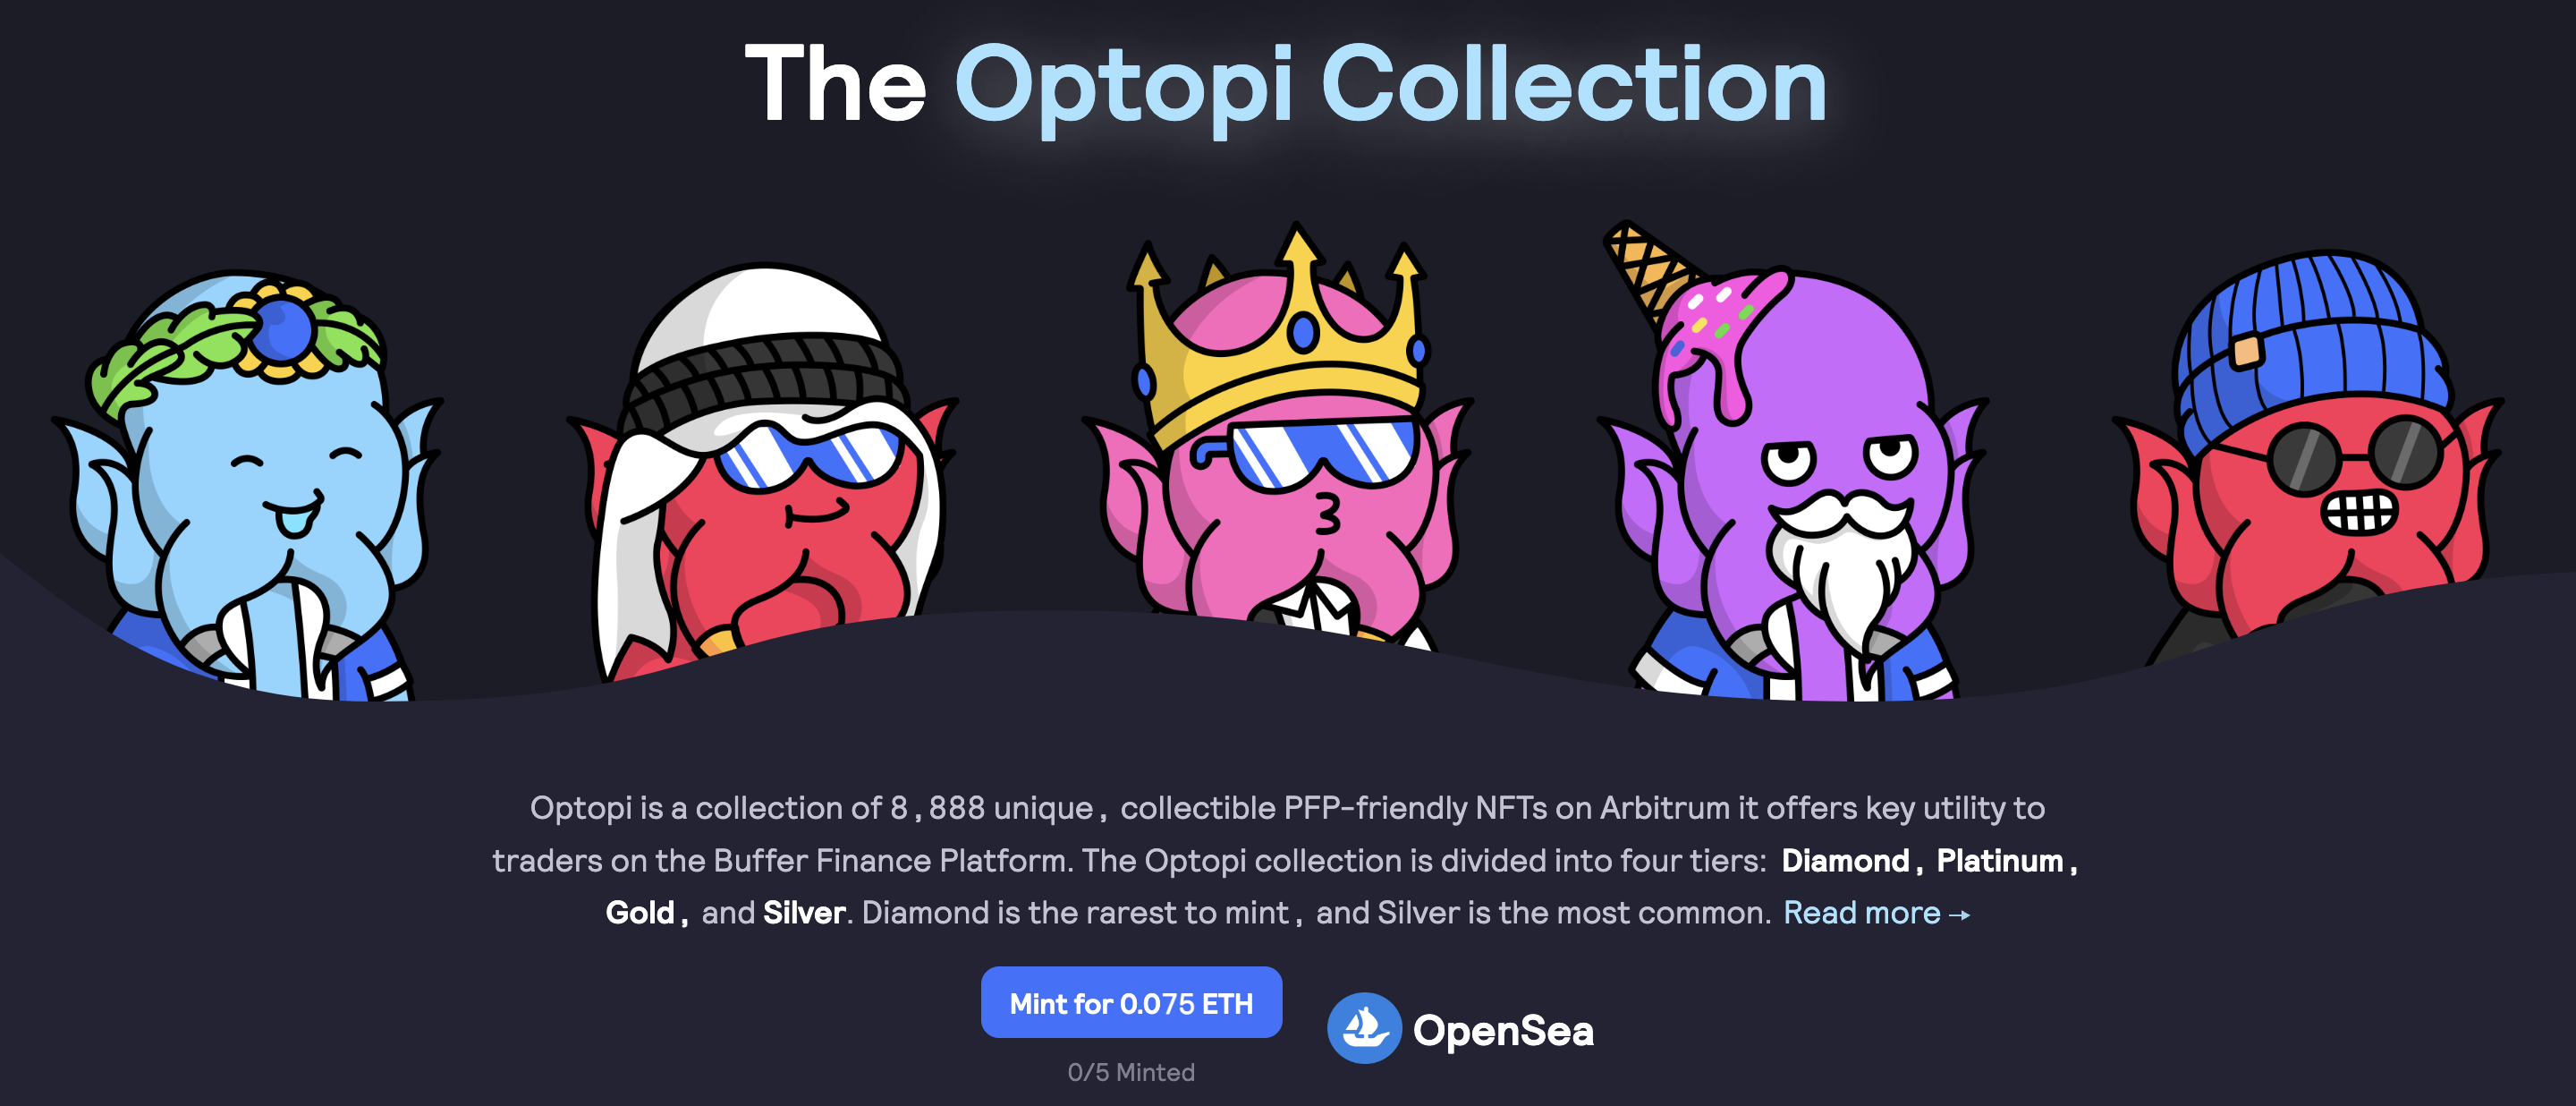 The Optopi Collection
Optopi is a collection of 8,888 unique, collectible PFP-friendly NFTs on Arbitrum it offers key utility to
traders on the Buffer Finance Platform. The Optopi collection is divided into four tiers: Diamond, Platinum,
Gold, and Silver. Diamond is the rarest to mint, and Silver is the most common. Read more →
Mint for 0.075 ETH
OpenSea
0/5 Minted